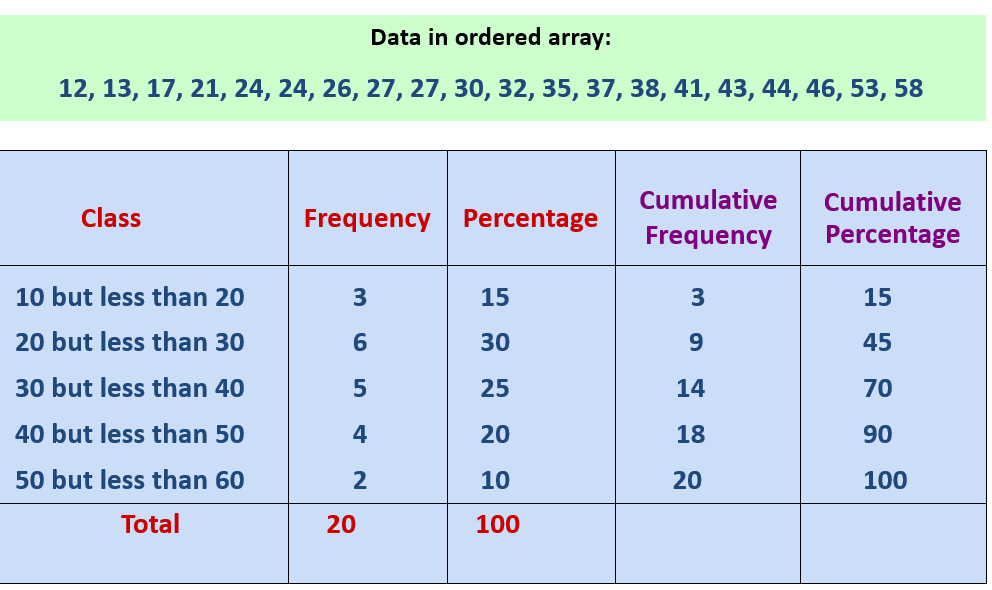 Data in ordered array:
12, 13, 17, 21, 24, 24, 26, 27, 27, 30, 32, 35, 37, 38, 41, 43, 44, 46, 53, 58
Class Frequency Percentage Cumulative Frequency Cumulative Percentage
10 but less than 20 3 15 3 15
20 but less than 30 6 30 9 45
30 but less than 40 5 25 14 70
40 but less than 50 4 20 18 90
50 but less than 60 2 10 20 100
Total 20 100